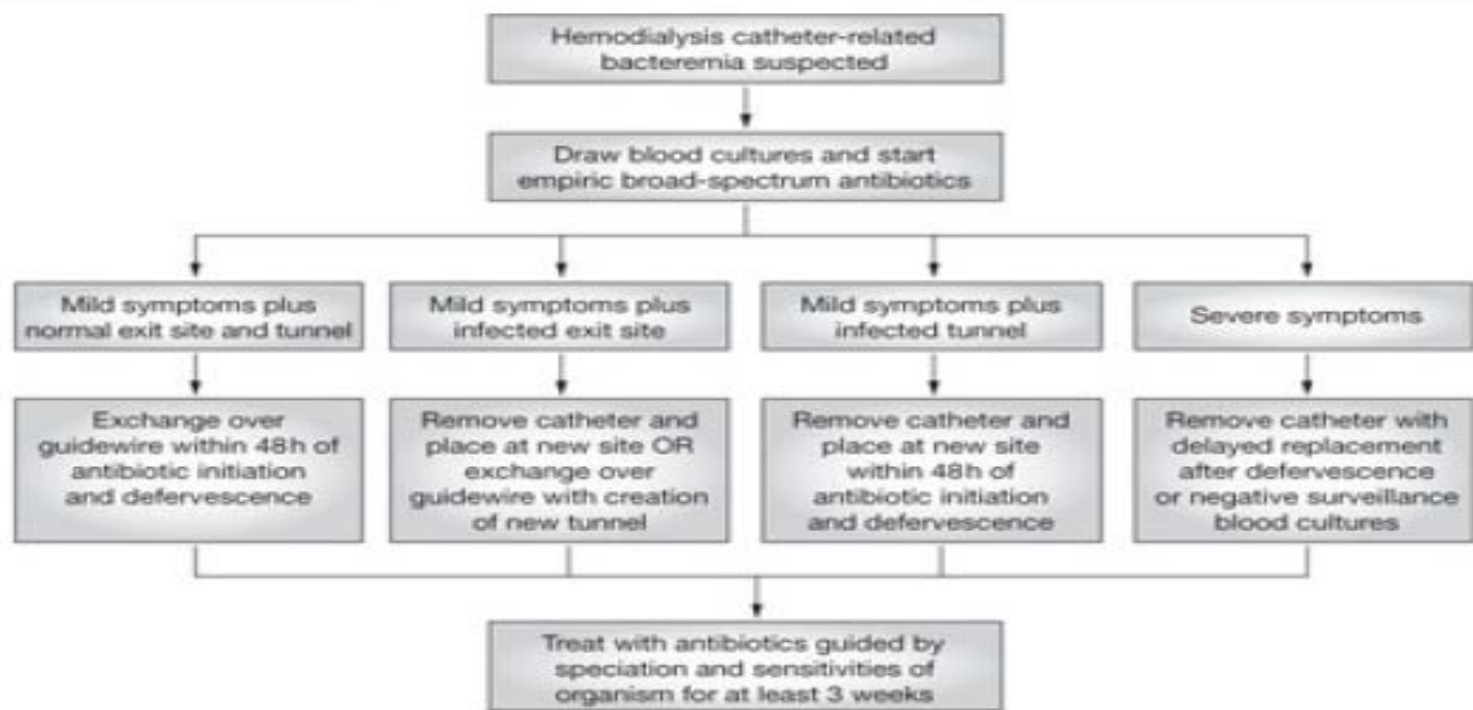 Hemodialysis catheter-related
bacteremia suspected
Draw blood cultures and start
empiric broad-spectrum antibiotics
Mild symptoms plus
normal exit site and tunnel
Mild symptoms plus
infected exit site
Mild symptoms plus
infected tunnel
Severe symptoms
Exchange over
guidewire within 48h of
antibiotic initiation
and defervescence
Remove catheter and
place at new site OR
exchange over
guidewire with creation
of new tunnel
Remove catheter and
place at new site
within 48h of
antibiotic initiation
and defervescence
Remove catheter with
delayed replacement
after defervescence
or negative surveillance
blood cultures
Treat with antibiotics guided by
speciation and sensitivities of
organism for at least 3 weeks